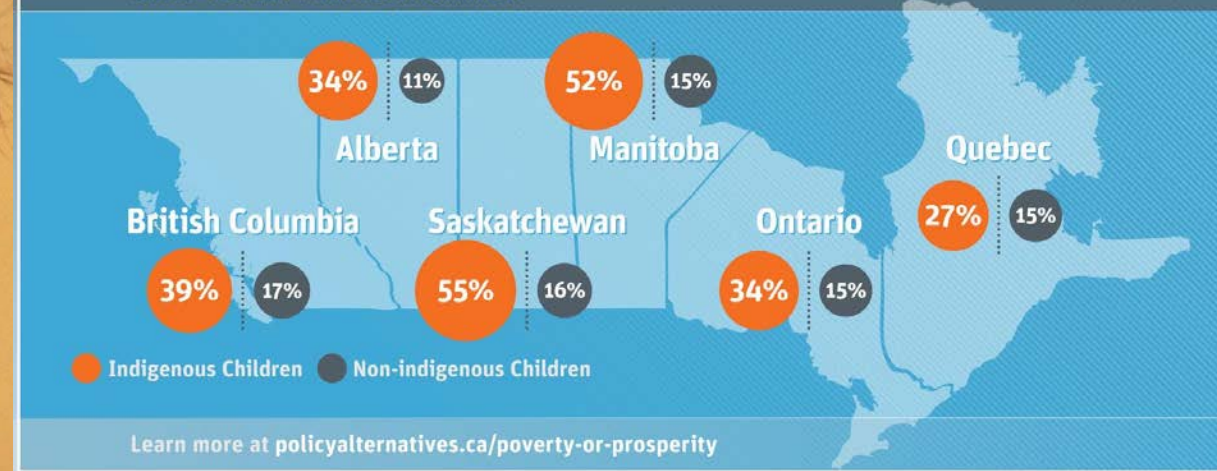 34% 11%
Alberta
52% 15%
Manitoba
Quebec
27% 15%
British Columbia
39% 17%
Saskatchewan
55% 16%
Ontario
34% 15%
Indigenous Children Non-indigenous Children
Learn more at policyalternatives.ca/poverty-or-prosperity